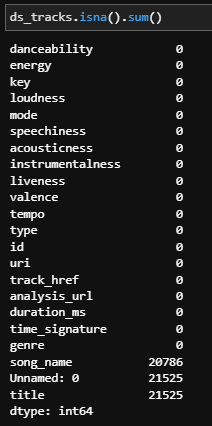 ds_tracks.isna().sum()
danceability 0
energy 0
key 0
loudness 0
mode 0
speechiness 0
acousticness 0
instrumentalness 0
liveness 0
valence 0
tempo 0
type 0
id 0
uri 0
track_href 0
analysis_url 0
duration_ms 0
time_signature 0
genre 0
song_name 20786
Unnamed: 0 21525
title 21525
dtype: int64